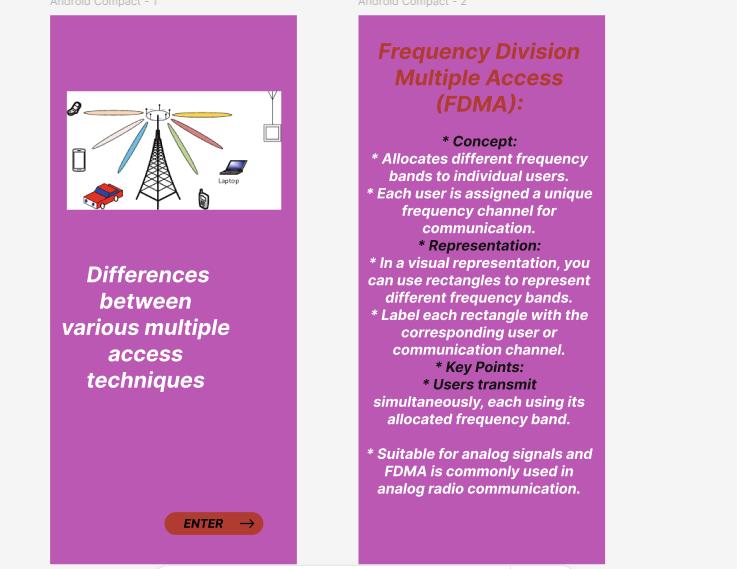 Android Compact - 1
Android Compact - 2
Laptop
Differences
between
various multiple
access
techniques
ENTER
Frequency Division
Multiple Access
(FDMA):
* Concept:
* Allocates different frequency
bands to individual users.
* Each user is assigned a unique
frequency channel for
communication.
* Representation:
* In a visual representation, you
can use rectangles to represent
different frequency bands.
* Label each rectangle with the
corresponding user or
communication channel.
* Key Points:
* Users transmit
simultaneously, each using its
allocated frequency band.
* Suitable for analog signals and
FDMA is commonly used in
analog radio communication.